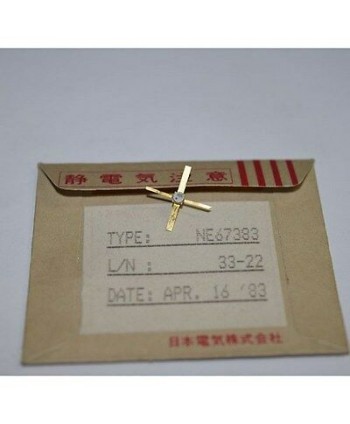 静電気注意
TYPE: NE67383
L/N : 33-22
DATE: APR. 16 '83
日本電気株式会社